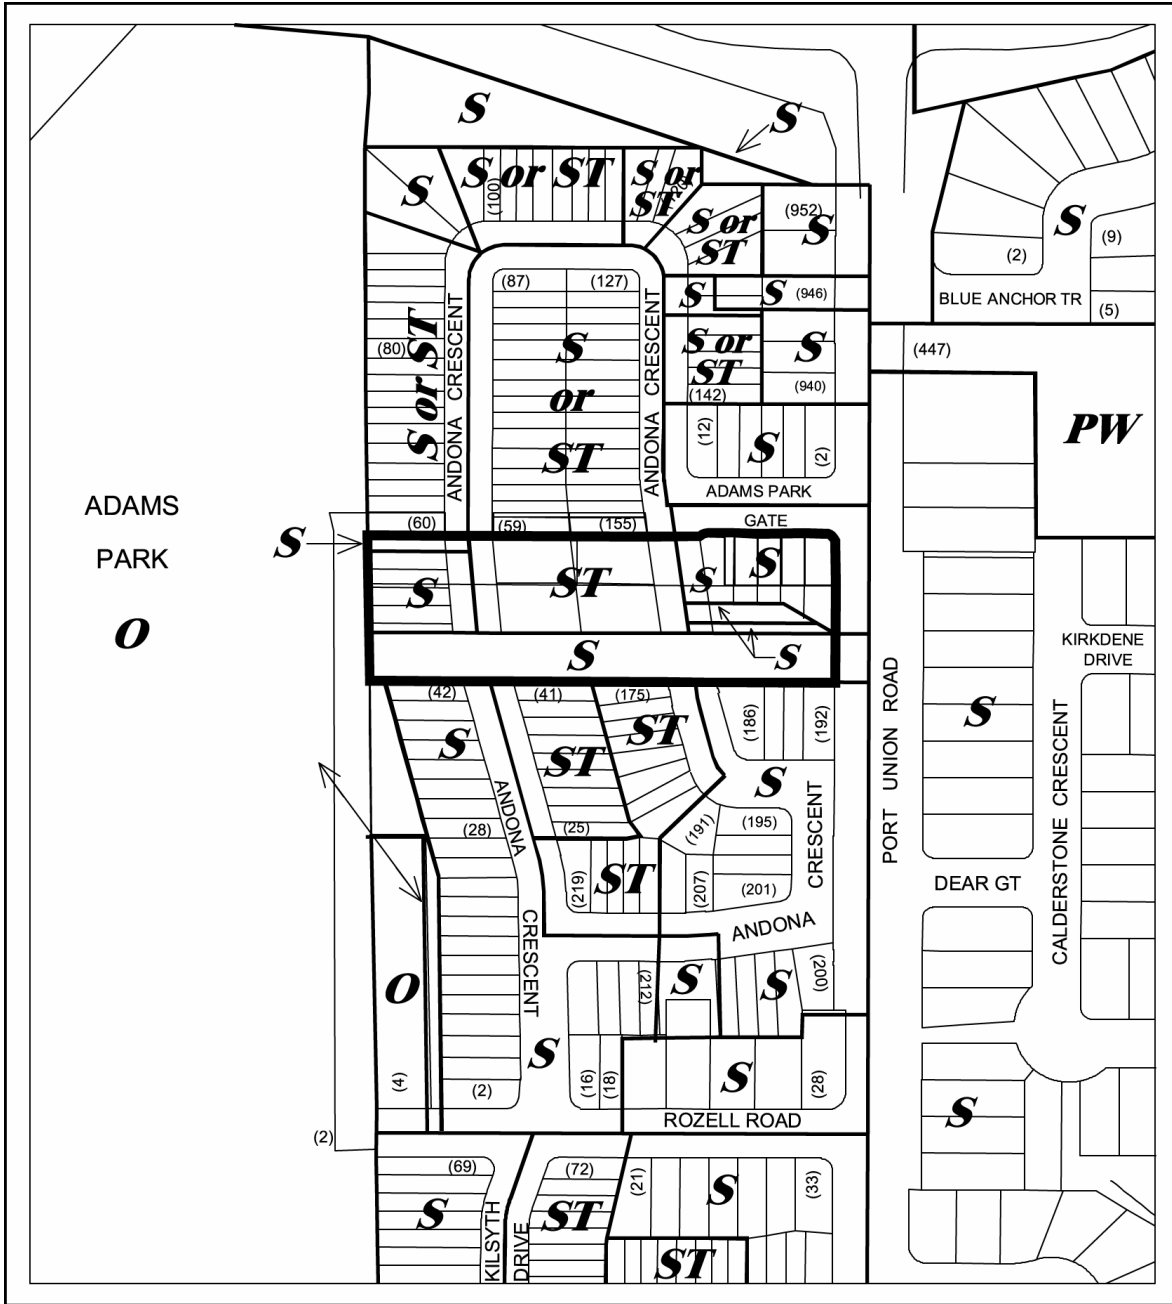 S
S
S
S or ST
(100)
S or
ST
S or
ST
(952)
S
S
(9)
(2)
(5)
BLUE ANCHOR TR
(87)
(127)
S
S
(946)
(80)
S or ST
ANDONA CRESCENT
S
or
ST
ANDONA CRESCENT
S or
ST
(142)
S
(940)
(447)
PW
(12)
S
(2)
ADAMS PARK
GATE
ADAMS
PARK
O
(60)
(59)
(155)
S
S
ST
S
S
S
S
KIRKDENE
DRIVE
PORT UNION ROAD
S
CALDERSTONE CRESCENT
(42)
(41)
(175)
(186)
(192)
S
ST
ST
S
ANDONA
CRESCENT
(28)
(25)
(191)
(195)
(219)
ST
(207)
(201)
CRESCENT
ANDONA
DEAR GT
O
(212)
S
S
(200)
S
(4)
(2)
(16)
(18)
S
(28)
S
ROZELL ROAD
(2)
(69)
(72)
(21)
S
(33)
S
ST
KILSYTH
DRIVE
ST